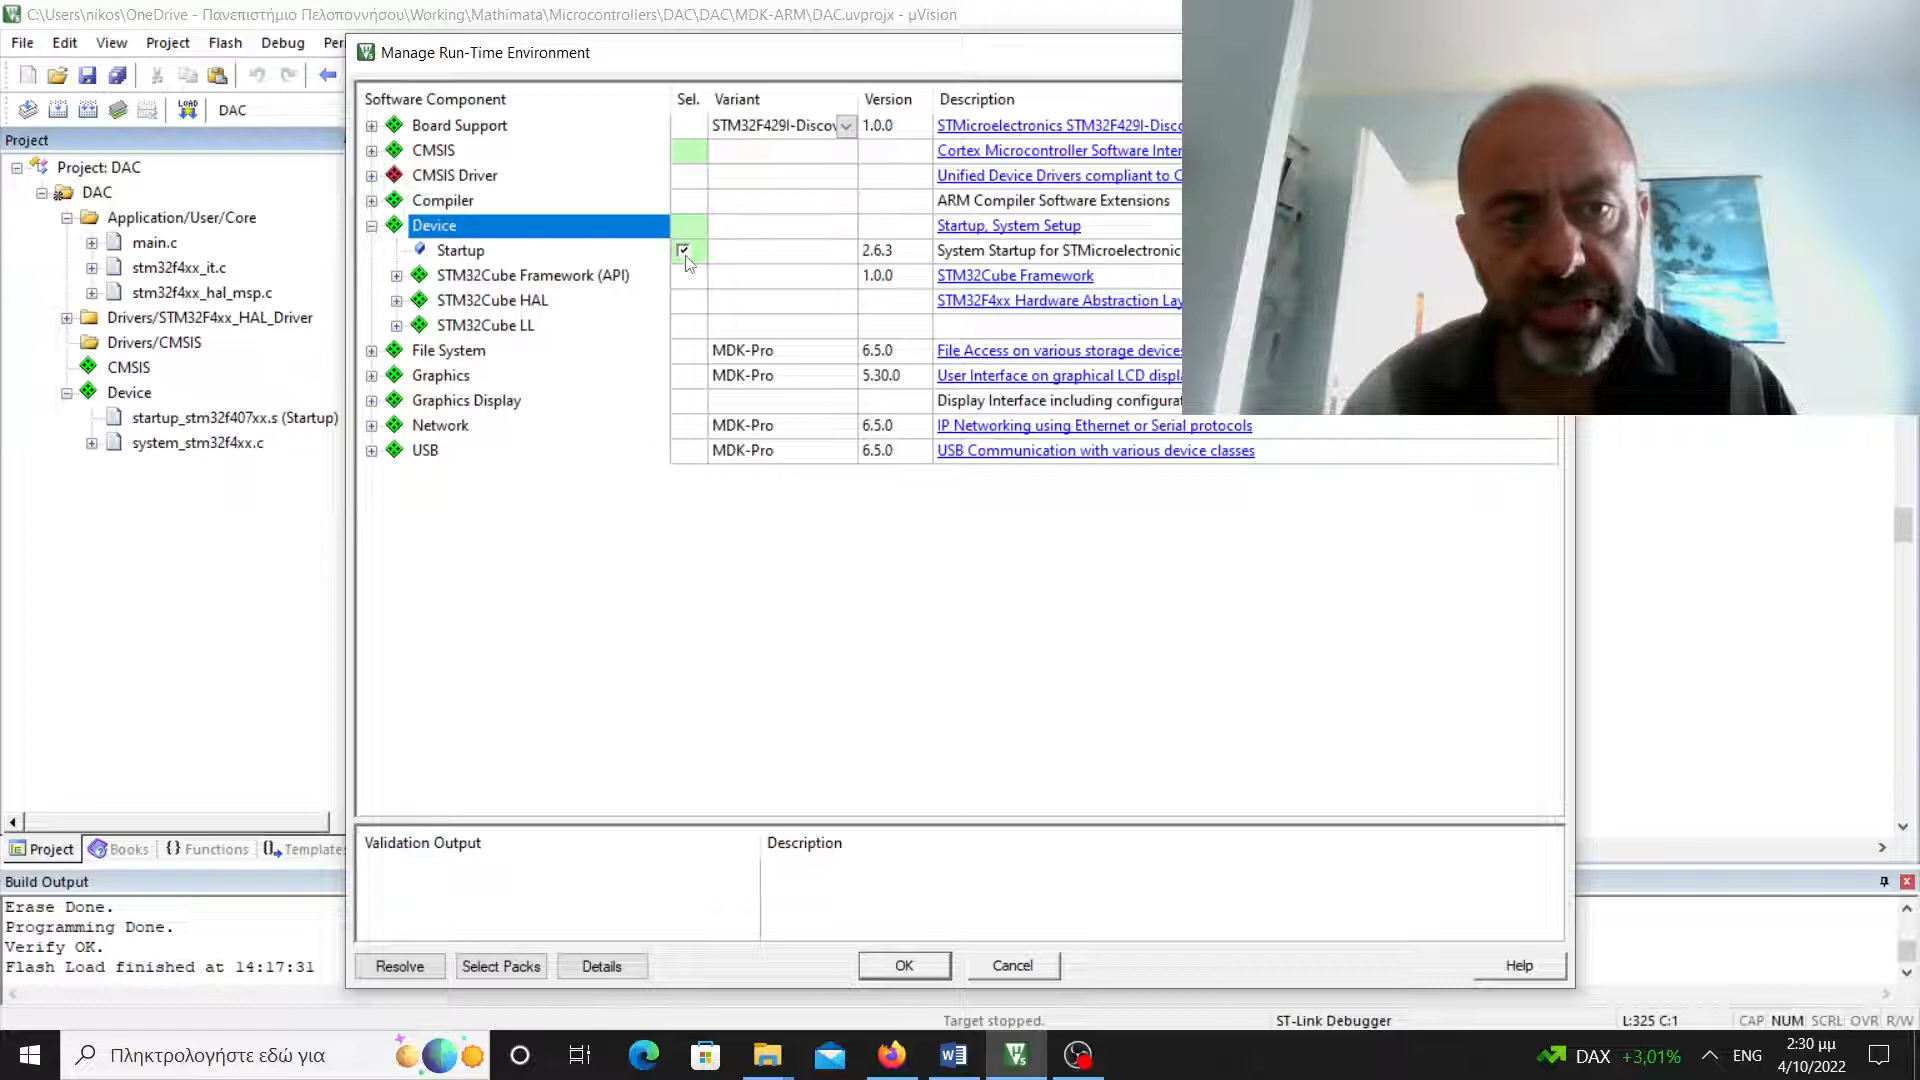 C:\Users\nikos\OneDrive - Πανεπιστήμιο Πελοποννήσου\Working\Mathimata\Microcontrollers\DAC\DAC\MDK-ARM\DAC.uvprojx - µVision
File Edit View Project Flash Debug Per
Manage Run-Time Environment
LOAD DAC
Project
Project: DAC
DAC
Application/User/Core
main.c
stm32f4xx_it.c
stm32f4xx_hal_msp.c
Drivers/STM32F4xx_HAL_Driver
Drivers/CMSIS
CMSIS
Device
startup_stm32f407xx.s (Startup)
system_stm32f4xx.c
Software Component Sel. Variant Version Description
Board Support STM32F429I-Discov 1.0.0 STMicroelectronics STM32F429I-Disco
CMSIS Cortex Microcontroller Software Inter
CMSIS Driver Unified Device Drivers compliant to C
Compiler ARM Compiler Software Extensions
Device Startup, System Setup
Startup 2.6.3 System Startup for STMicroelectronic
STM32Cube Framework (API) 1.0.0 STM32Cube Framework
STM32Cube HAL STM32F4xx Hardware Abstraction Lay
STM32Cube LL
File System MDK-Pro 6.5.0 File Access on various storage devices
Graphics MDK-Pro 5.30.0 User Interface on graphical LCD displ
Graphics Display Display Interface including configurat
Network MDK-Pro 6.5.0 IP Networking using Ethernet or Serial protocols
USB MDK-Pro 6.5.0 USB Communication with various device classes
Validation Output Description
Resolve Select Packs Details OK Cancel Help
Project Books {} Functions Templates
Build Output
Erase Done.
Programming Done.
Verify OK.
Flash Load finished at 14:17:31
Target stopped. ST-Link Debugger L:325 C:1 CAP NUM SCRL OVR R/W
Πληκτρολογήστε εδώ για
DAX +3,01% ENG
2:30 μμ
4/10/2022